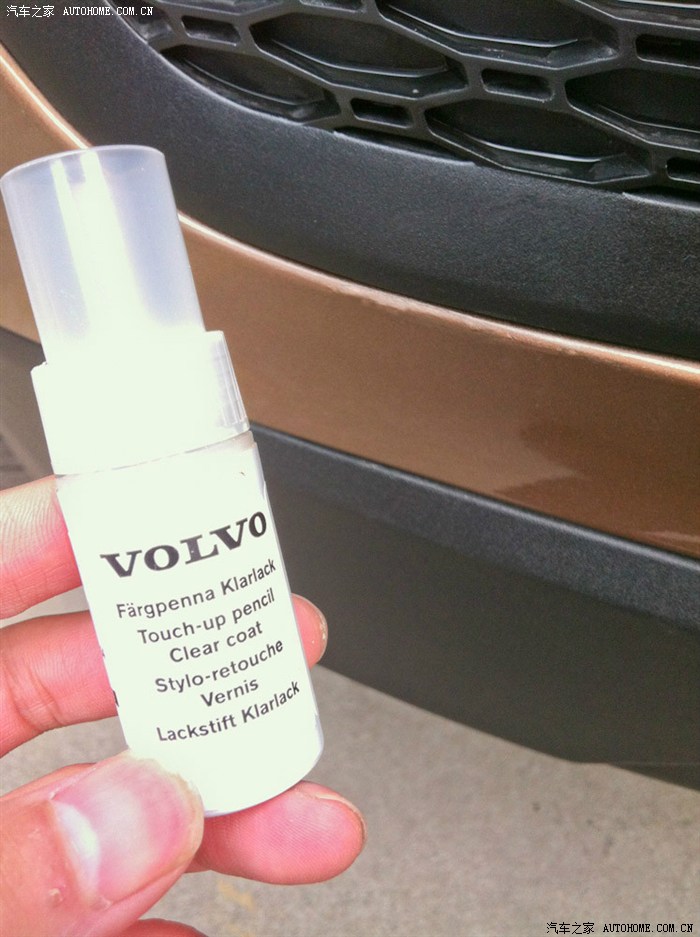 汽车之家 AUTOHOME.COM.CN
VOLVO
Färgpenna Klarlack
Touch-up pencil
Clear coat
Stylo-retouche
Vernis
Lackstift Klarlack
汽车之家 AUTOHOME.COM.CN